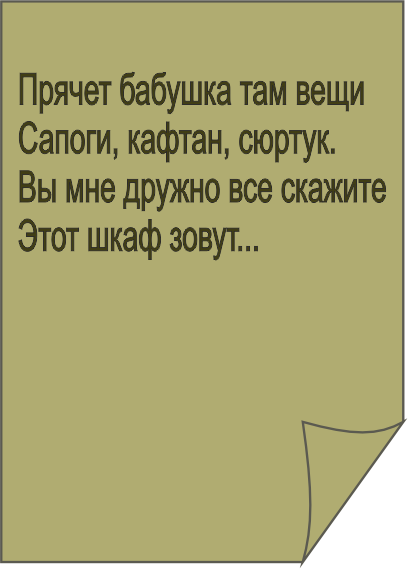 Прячет бабушка там вещи
Сапоги, кафтан, сюртук.
Вы мне дружно все скажите
Этот шкаф зовут...